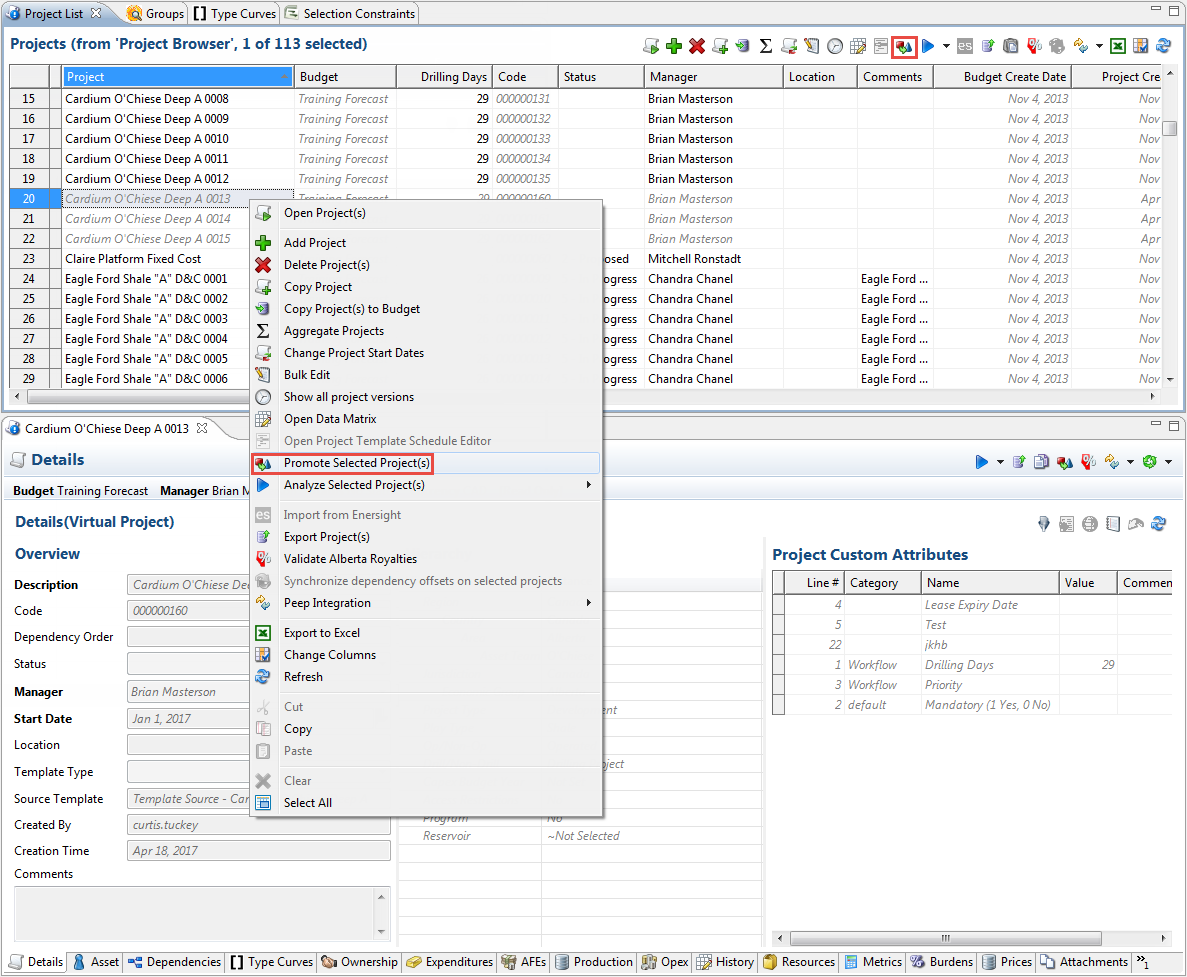 Project List Groups Type Curves Selection Constraints
Projects (from 'Project Browser', 1 of 113 selected)
es
Project Budget Drilling Days Code Status Manager Location Comments Budget Create Date Project Cre
15 Cardium O'Chiese Deep A 0008 Training Forecast 29 000000131 Brian Masterson Nov 4, 2013 Nov
16 Cardium O'Chiese Deep A 0009 Training Forecast 29 000000132 Brian Masterson Nov 4, 2013 Nov
17 Cardium O'Chiese Deep A 0010 Training Forecast 29 000000133 Brian Masterson Nov 4, 2013 Nov
18 Cardium O'Chiese Deep A 0011 Training Forecast 29 000000134 Brian Masterson Nov 4, 2013 Nov
19 Cardium O'Chiese Deep A 0012 Training Forecast 29 000000135 Brian Masterson Nov 4, 2013 Nov
20 Cardium O'Chiese Deep A 0013 Training Forecast 29 000000160 Brian Masterson Nov 4, 2013 Apr
21 Cardium O'Chiese Deep A 0014 Brian Masterson Nov 4, 2013 Apr
22 Cardium O'Chiese Deep A 0015 Brian Masterson Nov 4, 2013 Apr
23 Claire Platform Fixed Cost osed Mitchell Ronstadt Nov 4, 2013 Nov
24 Eagle Ford Shale "A" D&C 0001 ogress Chandra Chanel Eagle Ford ... Nov 4, 2013 Nov
25 Eagle Ford Shale "A" D&C 0002 ogress Chandra Chanel Eagle Ford ... Nov 4, 2013 Nov
26 Eagle Ford Shale "A" D&C 0003 ogress Chandra Chanel Eagle Ford ... Nov 4, 2013 Nov
27 Eagle Ford Shale "A" D&C 0004 ogress Chandra Chanel Eagle Ford ... Nov 4, 2013 Nov
28 Eagle Ford Shale "A" D&C 0005 ogress Chandra Chanel Eagle Ford ... Nov 4, 2013 Nov
29 Eagle Ford Shale "A" D&C 0006 ogress Chandra Chanel Eagle Ford ... Nov 4, 2013 Nov
Open Project(s)
Add Project
Delete Project(s)
Copy Project
Copy Project(s) to Budget
Aggregate Projects
Change Project Start Dates
Bulk Edit
Show all project versions
Open Data Matrix
Open Project Template Schedule Editor
Promote Selected Project(s)
Analyze Selected Project(s)
es Import from Enersight
Export Project(s)
Validate Alberta Royalties
Synchronize dependency offsets on selected projects
Peep Integration
Export to Excel
Change Columns
Refresh
Cut
Copy
Paste
Clear
Select All
Cardium O'Chiese Deep A 0013
Details
Budget Training Forecast Manager Brian M
Details(Virtual Project)
Overview
Description Cardium O'Chiese De
Code 000000160
Dependency Order
Status
Manager Brian Masterson
Start Date Jan 1, 2017
Location
Template Type
Source Template Template Source - Car
Created By curtis.tuckey
Creation Time Apr 18, 2017
Comments
ent
oject
Program No
Reservoir ~Not Selected
Project Custom Attributes
Line # Category Name Value Commen
4 Lease Expiry Date
5 Test
22 jkhb
1 Workflow Drilling Days 29
3 Workflow Priority
2 default Mandatory (1 Yes, 0 No)
Details Asset Dependencies Type Curves Ownership Expenditures AFEs Production Opex History Resources Metrics Burdens Prices Attachments »1